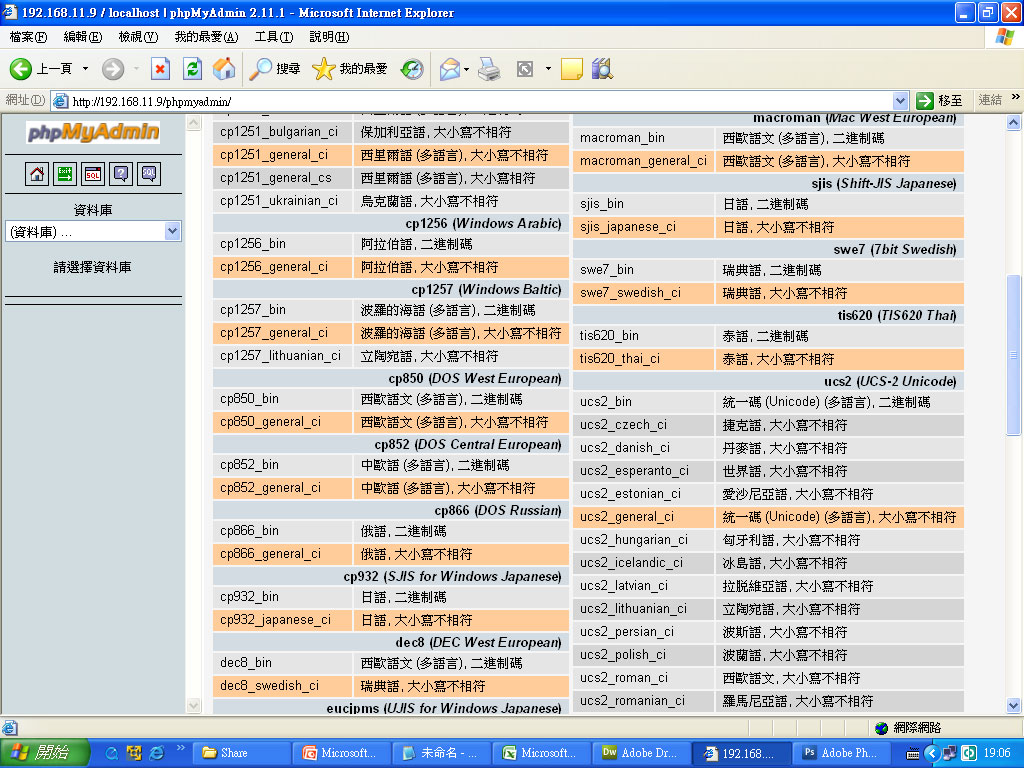 192.168.11.9 / localhost | phpMyAdmin 2.11.1 - Microsoft Internet Explorer
檔案(F) 編輯(E) 檢視(V) 我的最愛(A) 工具(T) 說明(H)
上一頁 搜尋 我的最愛
網址(D) http://192.168.11.9/phpmyadmin/ 移至 連結 »
phpMyAdmin
Exit SQL ? SQL
資料庫
(資料庫) ...
請選擇資料庫
cp1251_bulgarian_ci 保加利亞語, 大小寫不相符
cp1251_general_ci 西里爾語 (多語言), 大小寫不相符
cp1251_general_cs 西里爾語 (多語言), 大小寫相符
cp1251_ukrainian_ci 烏克蘭語, 大小寫不相符
cp1256 (Windows Arabic)
cp1256_bin 阿拉伯語, 二進制碼
cp1256_general_ci 阿拉伯語, 大小寫不相符
cp1257 (Windows Baltic)
cp1257_bin 波羅的海語 (多語言), 二進制碼
cp1257_general_ci 波羅的海語 (多語言), 大小寫不相符
cp1257_lithuanian_ci 立陶宛語, 大小寫不相符
cp850 (DOS West European)
cp850_bin 西歐語文 (多語言), 二進制碼
cp850_general_ci 西歐語文 (多語言), 大小寫不相符
cp852 (DOS Central European)
cp852_bin 中歐語 (多語言), 二進制碼
cp852_general_ci 中歐語 (多語言), 大小寫不相符
cp866 (DOS Russian)
cp866_bin 俄語, 二進制碼
cp866_general_ci 俄語, 大小寫不相符
cp932 (SJIS for Windows Japanese)
cp932_bin 日語, 二進制碼
cp932_japanese_ci 日語, 大小寫不相符
dec8 (DEC West European)
dec8_bin 西歐語文 (多語言), 二進制碼
dec8_swedish_ci 瑞典語, 大小寫不相符
eucjpms (UJIS for Windows Japanese)
macroman (Mac West European)
macroman_bin 西歐語文 (多語言), 二進制碼
macroman_general_ci 西歐語文 (多語言), 大小寫不相符
sjis (Shift-JIS Japanese)
sjis_bin 日語, 二進制碼
sjis_japanese_ci 日語, 大小寫不相符
swe7 (7bit Swedish)
swe7_bin 瑞典語, 二進制碼
swe7_swedish_ci 瑞典語, 大小寫不相符
tis620 (TIS620 Thai)
tis620_bin 泰語, 二進制碼
tis620_thai_ci 泰語, 大小寫不相符
ucs2 (UCS-2 Unicode)
ucs2_bin 統一碼 (Unicode) (多語言), 二進制碼
ucs2_czech_ci 捷克語, 大小寫不相符
ucs2_danish_ci 丹麥語, 大小寫不相符
ucs2_esperanto_ci 世界語, 大小寫不相符
ucs2_estonian_ci 愛沙尼亞語, 大小寫不相符
ucs2_general_ci 統一碼 (Unicode) (多語言), 大小寫不相符
ucs2_hungarian_ci 匈牙利語, 大小寫不相符
ucs2_icelandic_ci 冰島語, 大小寫不相符
ucs2_latvian_ci 拉脫維亞語, 大小寫不相符
ucs2_lithuanian_ci 立陶宛語, 大小寫不相符
ucs2_persian_ci 波斯語, 大小寫不相符
ucs2_polish_ci 波蘭語, 大小寫不相符
ucs2_roman_ci 西歐語文, 大小寫不相符
ucs2_romanian_ci 羅馬尼亞語, 大小寫不相符
網際網路
開始 » Share Microsoft... 未命名 - ... Microsoft... Adobe Dr... 192.168.... Adobe Ph... 19:06